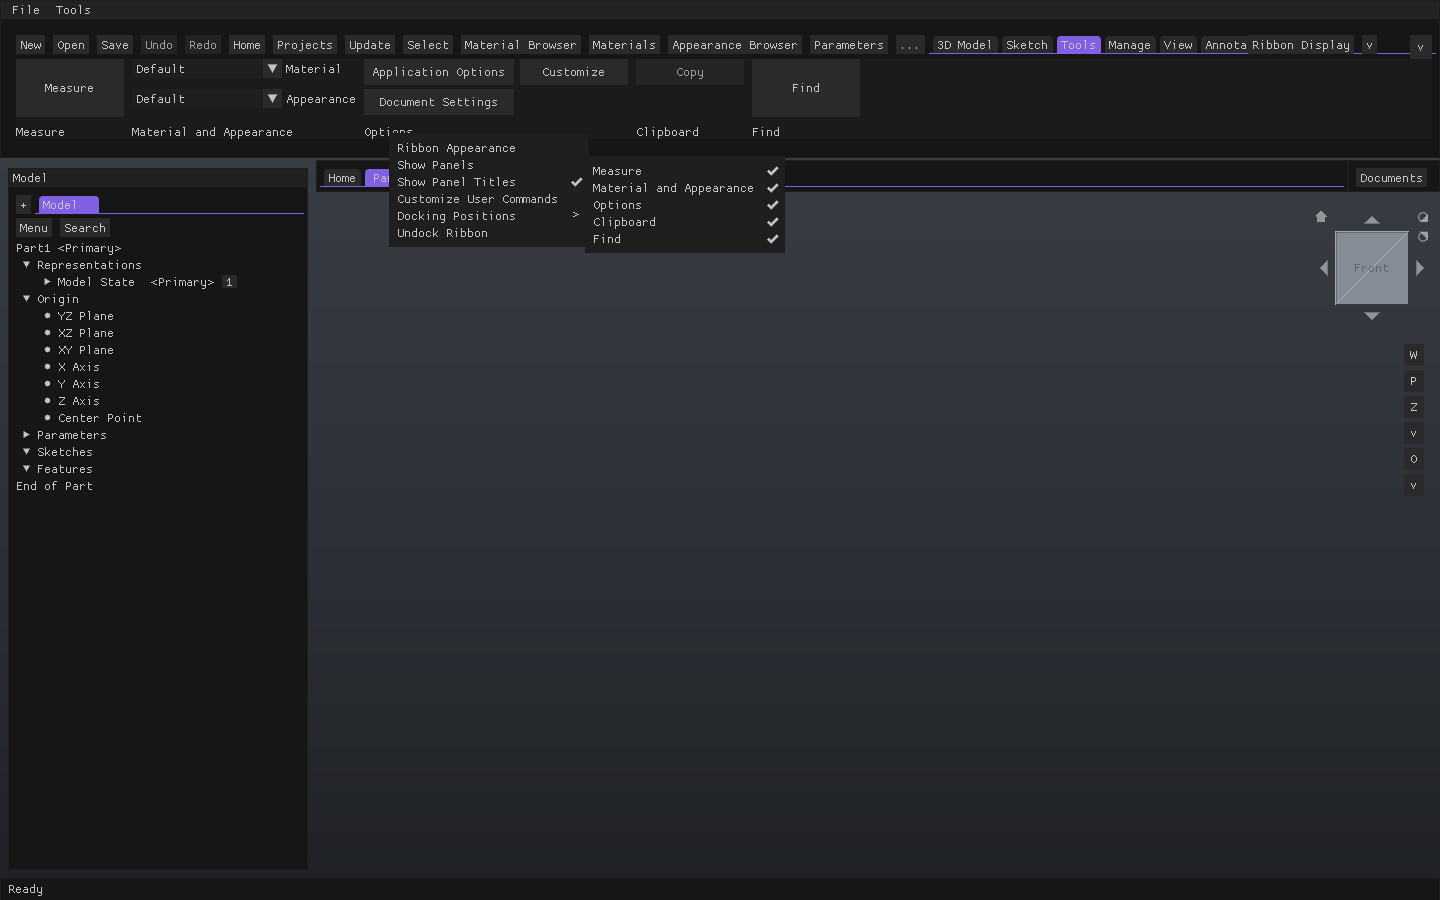 File Tools
New Open Save Undo Redo Home Projects Update Select Material Browser Materials Appearance Browser Parameters ... 3D Model Sketch Tools Manage View Annota Ribbon Display v v
Measure
Default Material
Default Appearance
Application Options Customize Copy
Document Settings
Find
Measure Material and Appearance Options Clipboard Find
Ribbon Appearance
Show Panels
Show Panel Titles
Customize User Commands
Docking Positions >
Undock Ribbon
Measure
Material and Appearance
Options
Clipboard
Find
Model
+ Model
Menu Search
Part1 <Primary>
Representations
Model State <Primary> 1
Origin
YZ Plane
XZ Plane
XY Plane
X Axis
Y Axis
Z Axis
Center Point
Parameters
Sketches
Features
End of Part
Home Documents
Front
W
P
Z
v
O
v
Ready